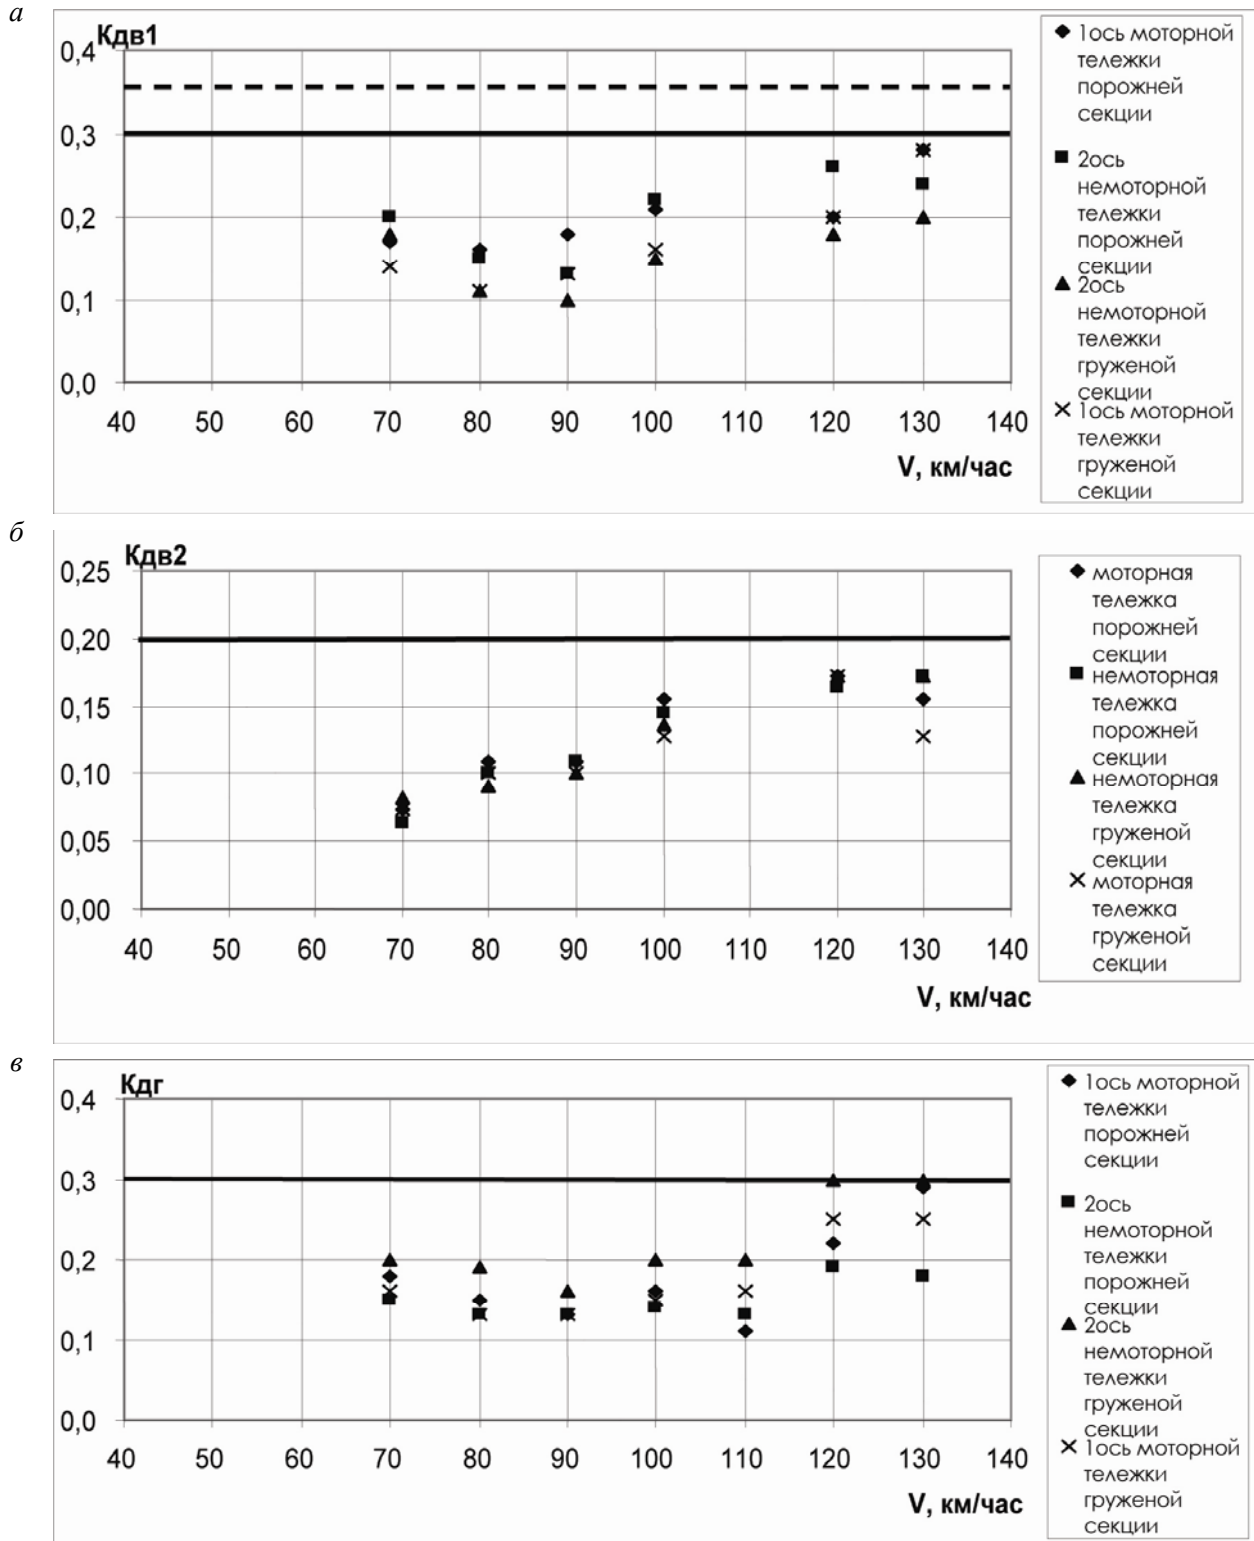 а
Кдв1
0,4
0,3
0,2
0,1
0,0
40 50 60 70 80 90 100 110 120 130 140
V, км/час
1ось моторной
тележки
порожней
секции
2ось
немоторной
тележки
порожней
секции
2ось
немоторной
тележки
груженой
секции
1ось моторной
тележки
груженой
секции
б
Кдв2
0,25
0,20
0,15
0,10
0,05
0,00
40 50 60 70 80 90 100 110 120 130 140
V, км/час
моторная
тележка
порожней
секции
немоторная
тележка
порожней
секции
немоторная
тележка
груженой
секции
моторная
тележка
груженой
секции
в
Кдг
0,4
0,3
0,2
0,1
0,0
40 50 60 70 80 90 100 110 120 130 140
V, км/час
1ось моторной
тележки
порожней
секции
2ось
немоторной
тележки
порожней
секции
2ось
немоторной
тележки
груженой
секции
1ось моторной
тележки
груженой
секции